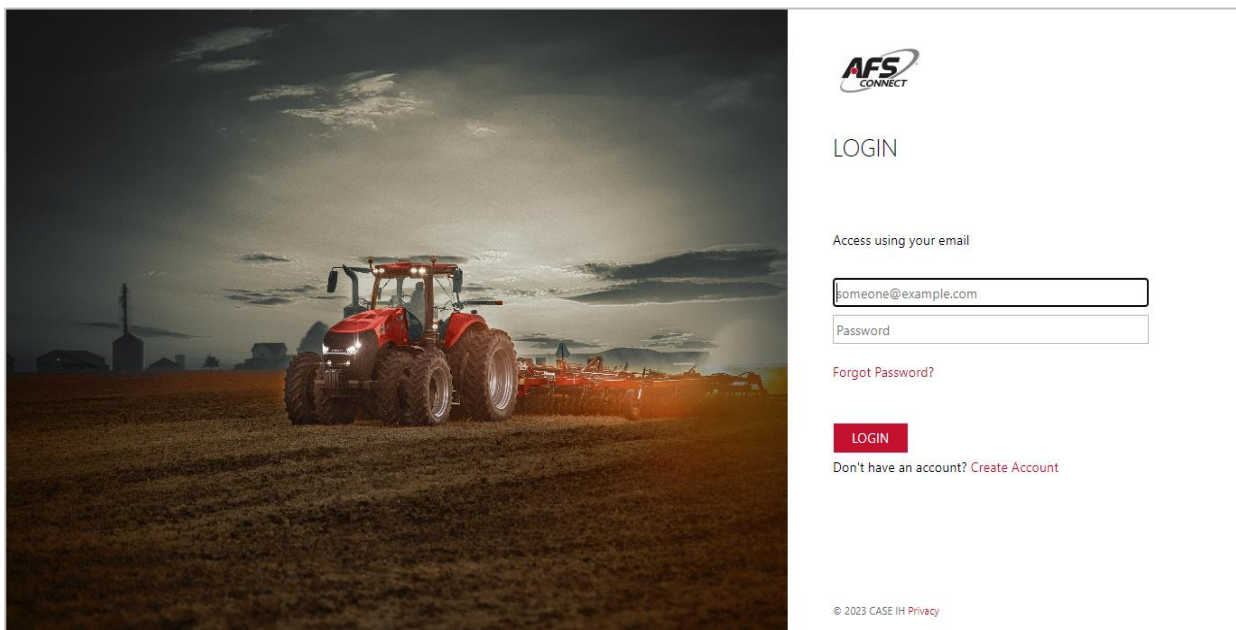 AFS
CONNECT
LOGIN
Access using your email
someone@example.com
Password
Forgot Password?
LOGIN
Don't have an account? Create Account
© 2023 CASE IH Privacy